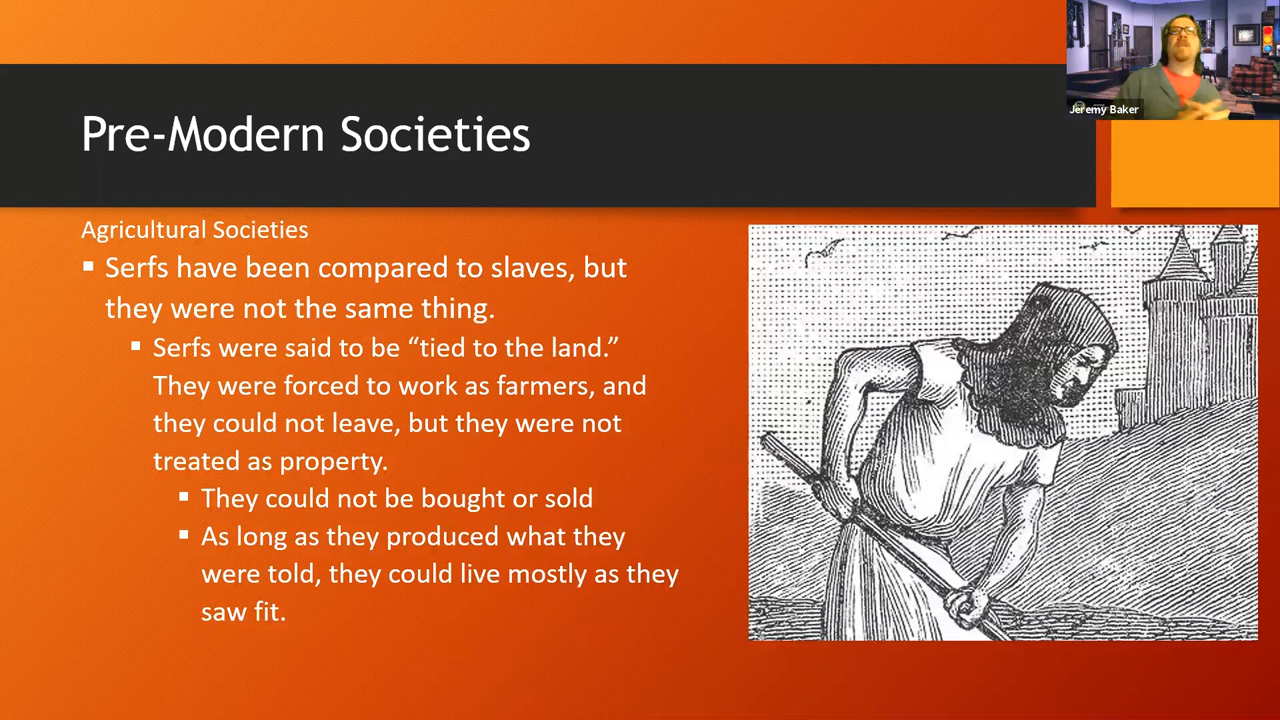 Jeremy Baker
Pre-Modern Societies
Agricultural Societies
▪ Serfs have been compared to slaves, but
they were not the same thing.
▪ Serfs were said to be “tied to the land.”
They were forced to work as farmers, and
they could not leave, but they were not
treated as property.
▪ They could not be bought or sold
▪ As long as they produced what they
were told, they could live mostly as they
saw fit.